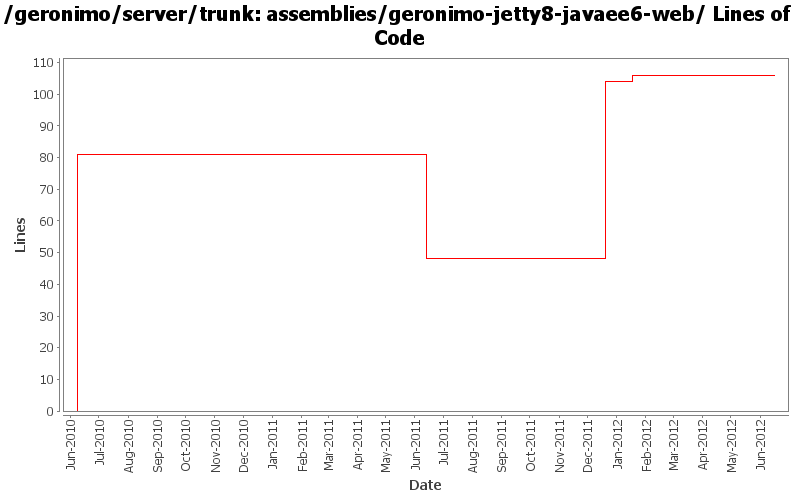 /geronimo/server/trunk: assemblies/geronimo-jetty8-javaee6-web/ Lines of
Code
110
100
90
80
70
60
50
40
30
20
10
0
Lines
Jun-2010
Jul-2010
Aug-2010
Sep-2010
Oct-2010
Nov-2010
Dec-2010
Jan-2011
Feb-2011
Mar-2011
Apr-2011
May-2011
Jun-2011
Jul-2011
Aug-2011
Sep-2011
Oct-2011
Nov-2011
Dec-2011
Jan-2012
Feb-2012
Mar-2012
Apr-2012
May-2012
Jun-2012
Date